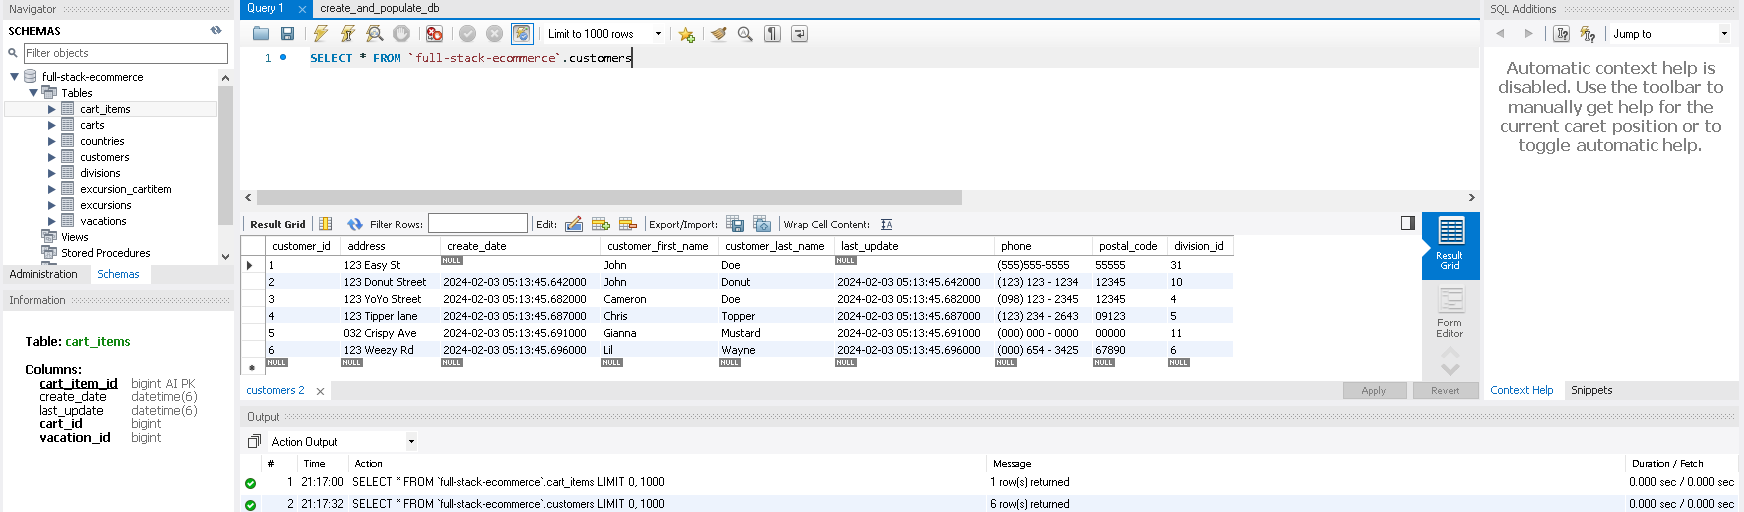 Navigator
Query 1
create_and_populate_db
SQL Additions
SCHEMAS
Limit to 1000 rows
Jump to
Filter objects
full-stack-ecommerce
Tables
cart_items
carts
countries
customers
divisions
excursion_cartitem
excursions
vacations
Views
Stored Procedures
Administration Schemas
Information
Table: cart_items
Columns:
cart_item_id bigint AI PK
create_date datetime(6)
last_update datetime(6)
cart_id bigint
vacation_id bigint
1 SELECT * FROM `full-stack-ecommerce`.customers
Result Grid Filter Rows: Edit: Export/Import: Wrap Cell Content:
customer_id address create_date customer_first_name customer_last_name last_update phone postal_code division_id
1 123 Easy St NULL John Doe NULL (555)555-5555 55555 31
2 123 Donut Street 2024-02-03 05:13:45.642000 John Donut 2024-02-03 05:13:45.642000 (123) 123 - 1234 12345 10
3 123 YoYo Street 2024-02-03 05:13:45.682000 Cameron Doe 2024-02-03 05:13:45.682000 (098) 123 - 2345 12345 4
4 123 Tipper lane 2024-02-03 05:13:45.687000 Chris Topper 2024-02-03 05:13:45.687000 (123) 234 - 2643 09123 5
5 032 Crispy Ave 2024-02-03 05:13:45.691000 Gianna Mustard 2024-02-03 05:13:45.691000 (000) 000 - 0000 00000 11
6 123 Weezy Rd 2024-02-03 05:13:45.696000 Lil Wayne 2024-02-03 05:13:45.696000 (000) 654 - 3425 67890 6
NULL NULL NULL NULL NULL NULL NULL NULL NULL
Result
Grid
Form
Editor
customers 2
Apply
Revert
Automatic context help is
disabled. Use the toolbar to
manually get help for the
current caret position or to
toggle automatic help.
Context Help Snippets
Output
Action Output
# Time Action Message Duration / Fetch
1 21:17:00 SELECT * FROM `full-stack-ecommerce`.cart_items LIMIT 0, 1000 1 row(s) returned 0.000 sec / 0.000 sec
2 21:17:32 SELECT * FROM `full-stack-ecommerce`.customers LIMIT 0, 1000 6 row(s) returned 0.000 sec / 0.000 sec